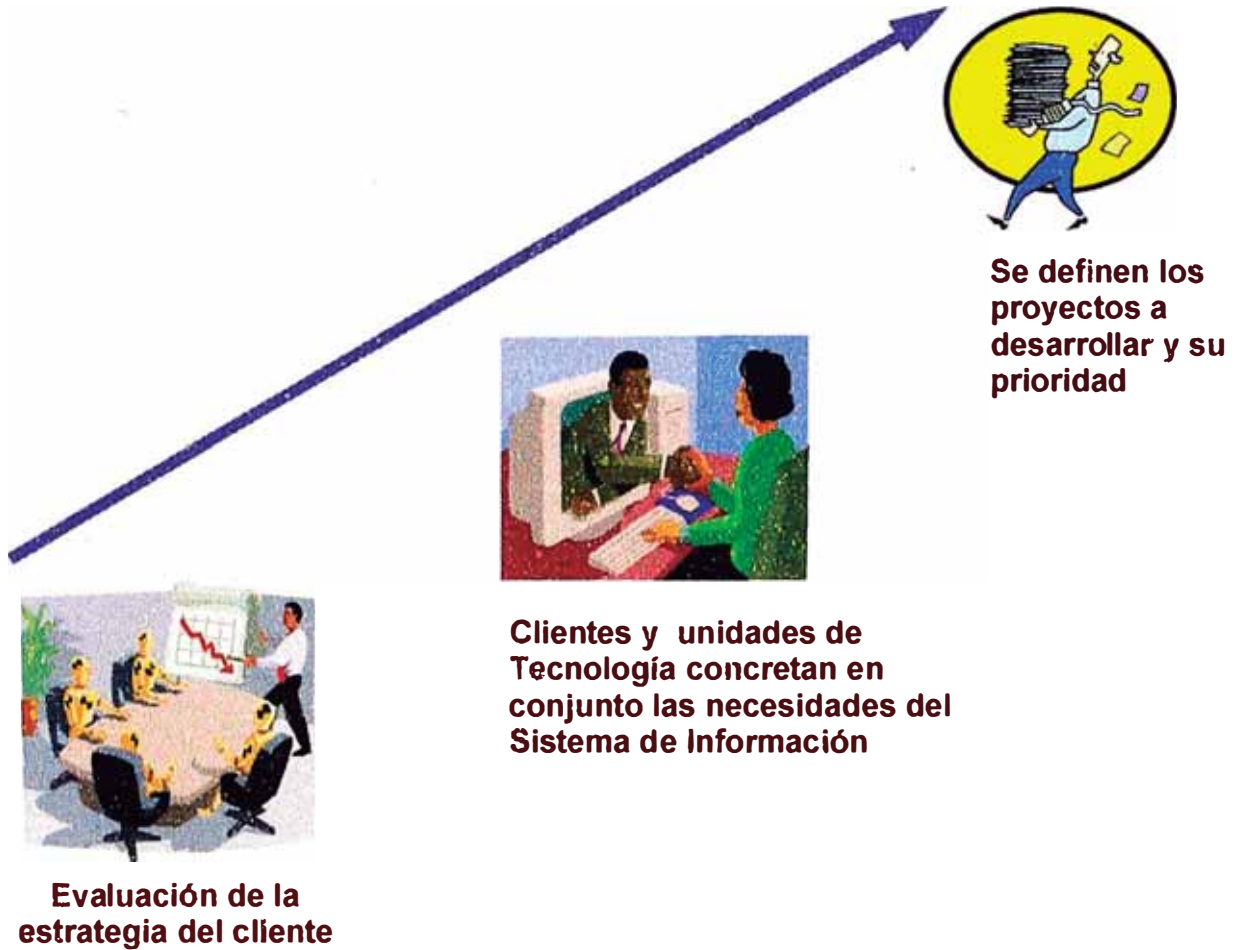 Se definen los
proyectos a
desarrollar y su
prioridad
Clientes y unidades de
Tecnología concretan en
conjunto las necesidades del
Sistema de Información
Evaluación de la
estrategia del cliente